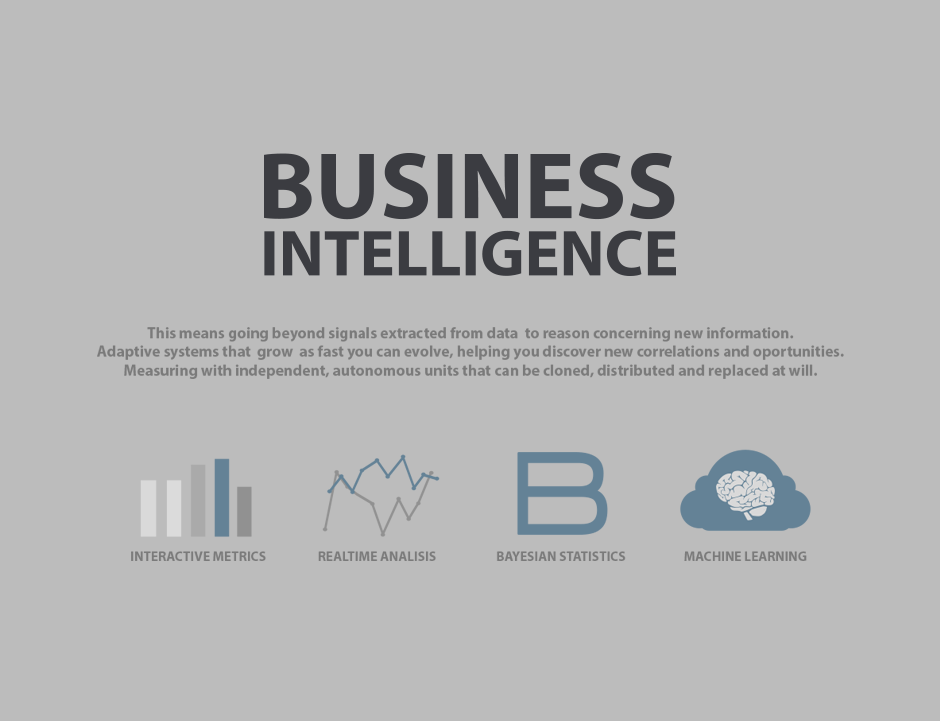 BUSINESS
INTELLIGENCE
This means going beyond signals extracted from data  to reason concerning new information.
Adaptive systems that  grow  as fast you can evolve, helping you discover new correlations and oportunities.
Measuring with independent, autonomous units that can be cloned, distributed and replaced at will.
B
INTERACTIVE METRICS
REALTIME ANALISIS
BAYESIAN STATISTICS
MACHINE LEARNING